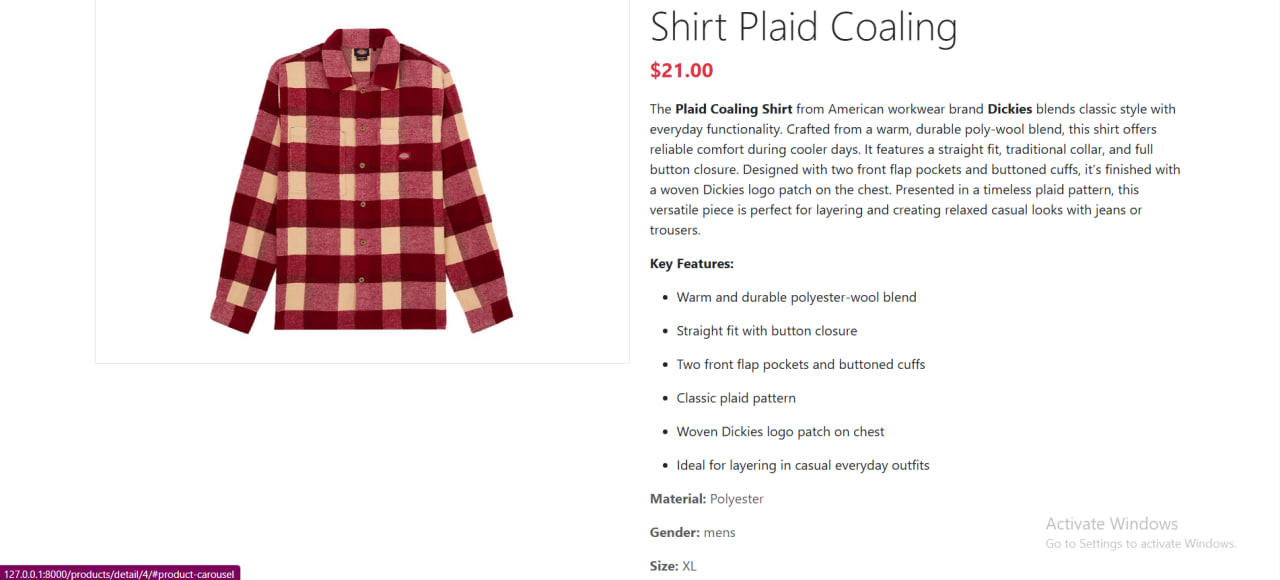 Shirt Plaid Coaling
$21.00
The Plaid Coaling Shirt from American workwear brand Dickies blends classic style with
everyday functionality. Crafted from a warm, durable poly-wool blend, this shirt offers
reliable comfort during cooler days. It features a straight fit, traditional collar, and full
button closure. Designed with two front flap pockets and buttoned cuffs, it's finished with
a woven Dickies logo patch on the chest. Presented in a timeless plaid pattern, this
versatile piece is perfect for layering and creating relaxed casual looks with jeans or
trousers.
Key Features:
Warm and durable polyester-wool blend
Straight fit with button closure
Two front flap pockets and buttoned cuffs
Classic plaid pattern
Woven Dickies logo patch on chest
Ideal for layering in casual everyday outfits
Material: Polyester
Gender: mens
Size: XL
Activate Windows
Go to Settings to activate Windows.
127.0.0.1:8000/products/detail/4/#product-carousel